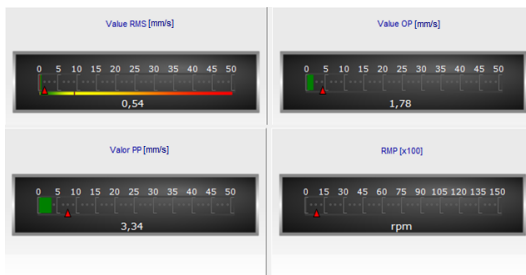 Value RMS [mm/s]
0 5 10 15 20 25 30 35 40 45 50
0,54
Value OP [mm/s]
0 5 10 15 20 25 30 35 40 45 50
1,78
Valor PP [mm/s]
0 5 10 15 20 25 30 35 40 45 50
3,34
RMP [x100]
0 15 30 45 60 75 90 105 120 135 150
rpm